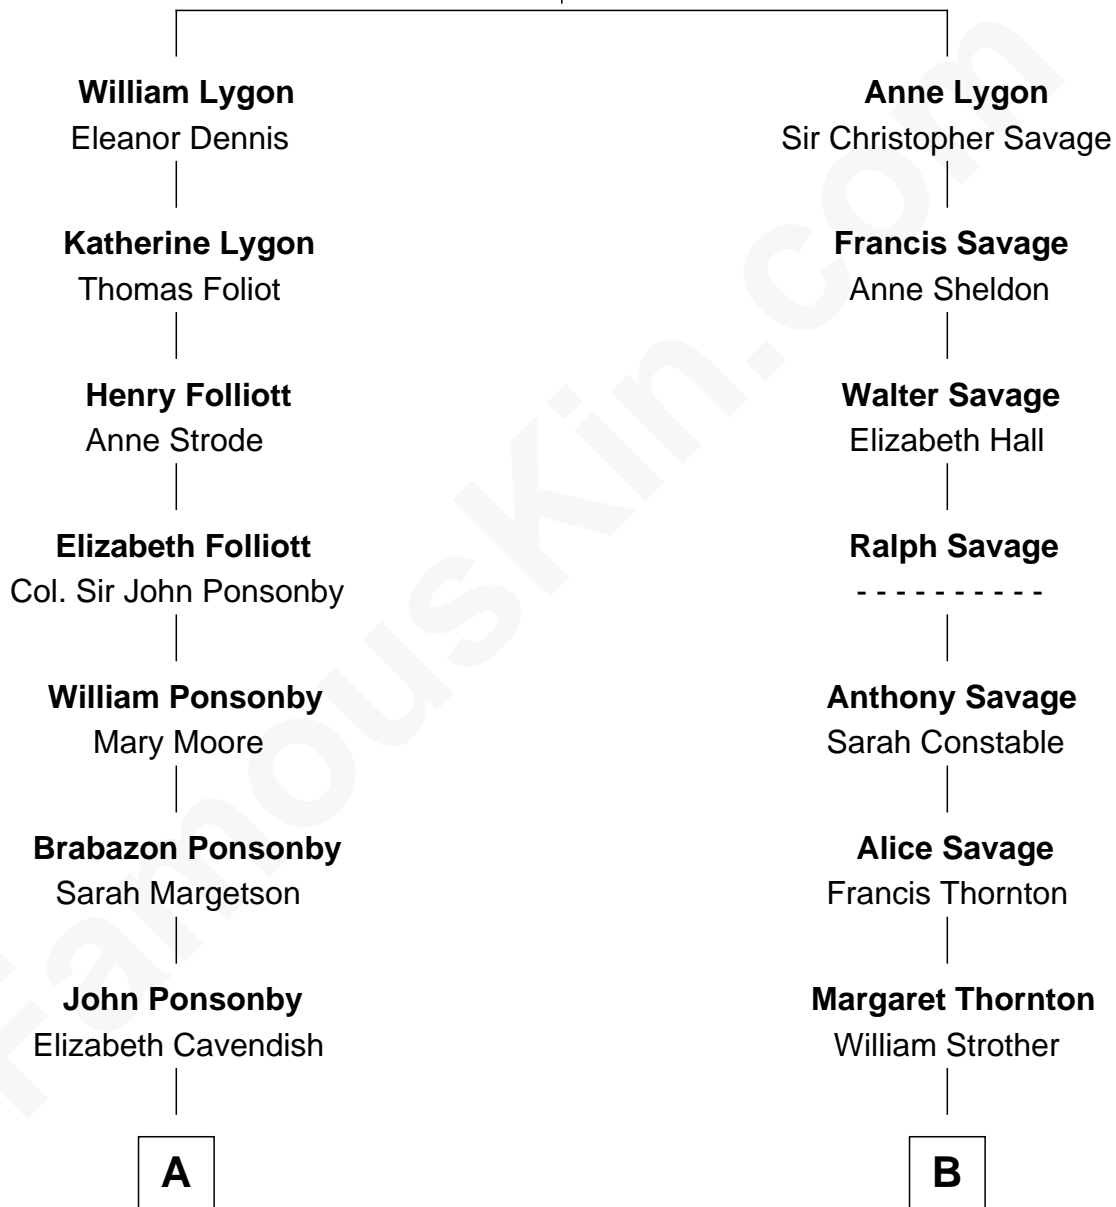 William Lygon
Eleanor Dennis
Katherine Lygon
Thomas Foliot
Henry Folliott
Anne Strode
Elizabeth Folliott
Col. Sir John Ponsonby
William Ponsonby
Mary Moore
Brabazon Ponsonby
Sarah Margetson
John Ponsonby
Elizabeth Cavendish
A
Anne Lygon
Sir Christopher Savage
Francis Savage
Anne Sheldon
Walter Savage
Elizabeth Hall
Ralph Savage
- - - - - - - - - -
Anthony Savage
Sarah Constable
Alice Savage
Francis Thornton
Margaret Thornton
William Strother
B
FamousKin.com